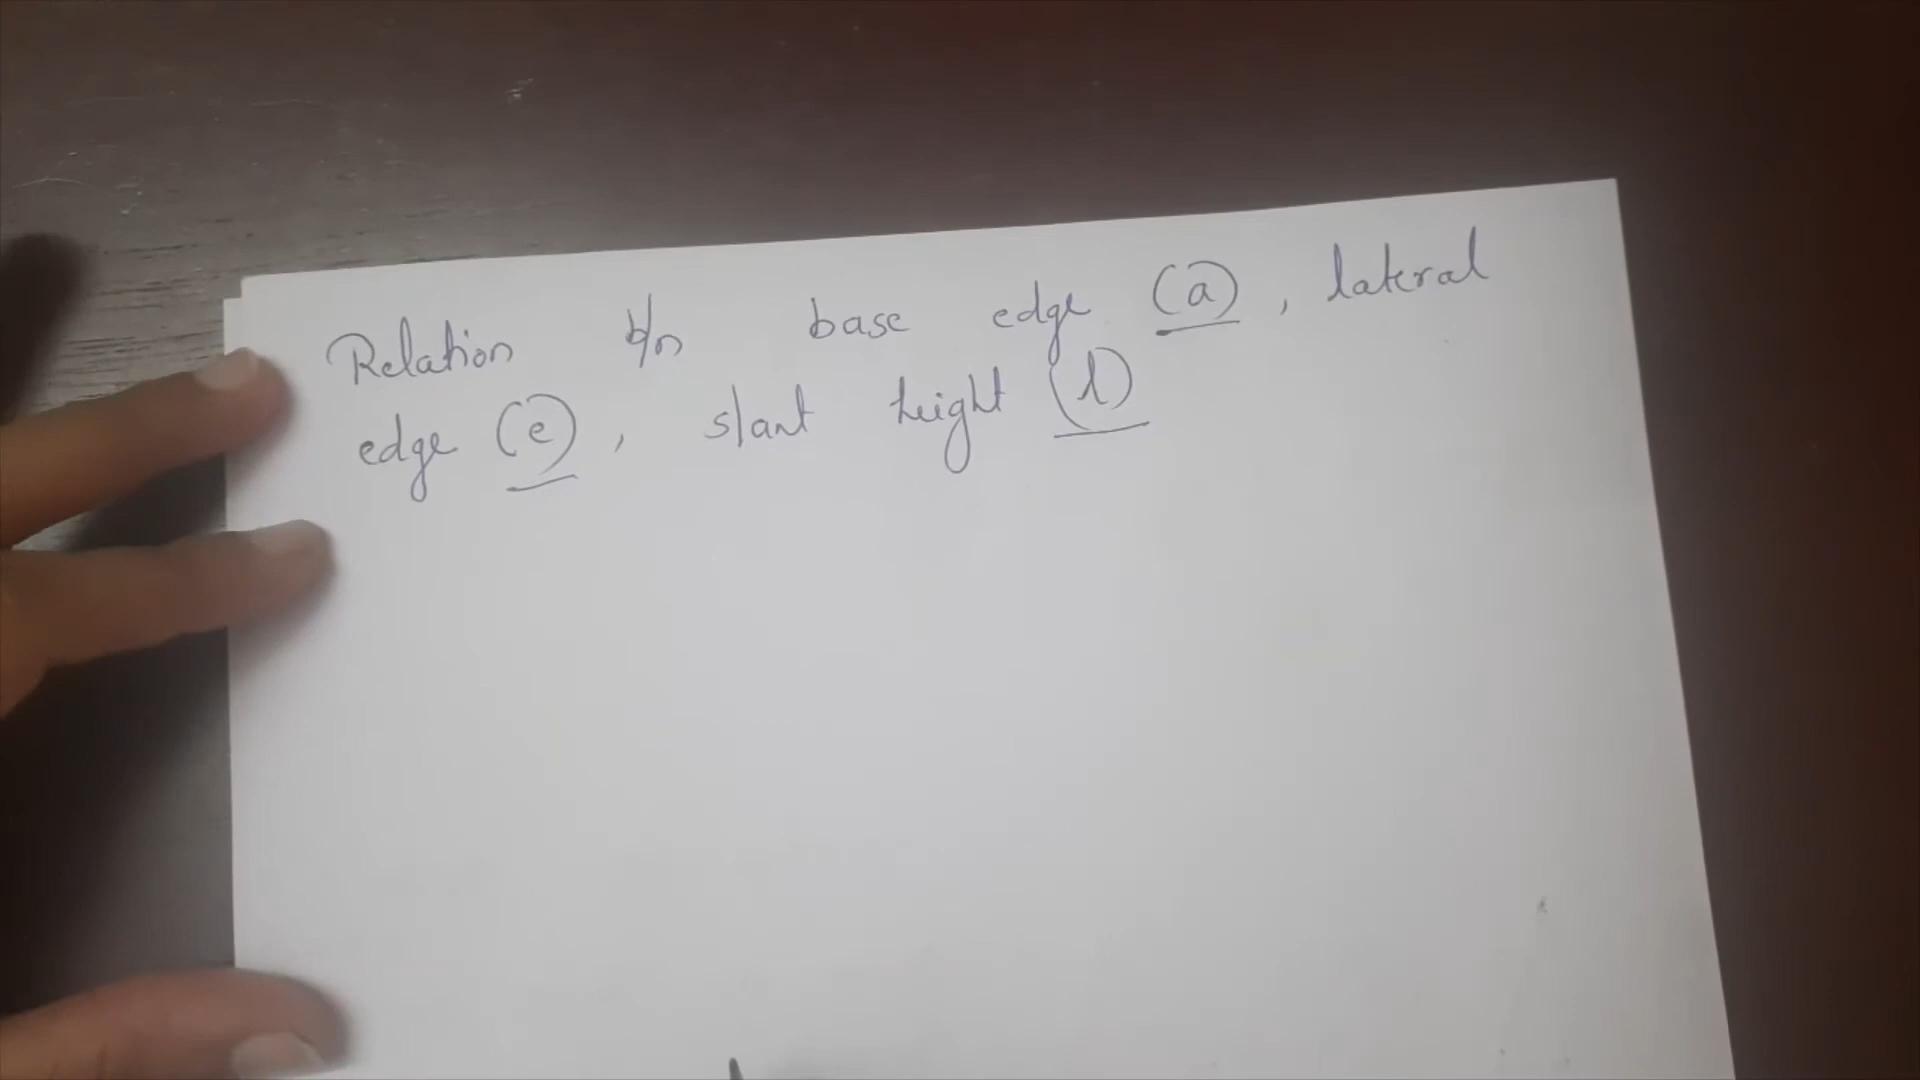 Relation b/n base edge (a), lateral
edge (e), slant height (l)